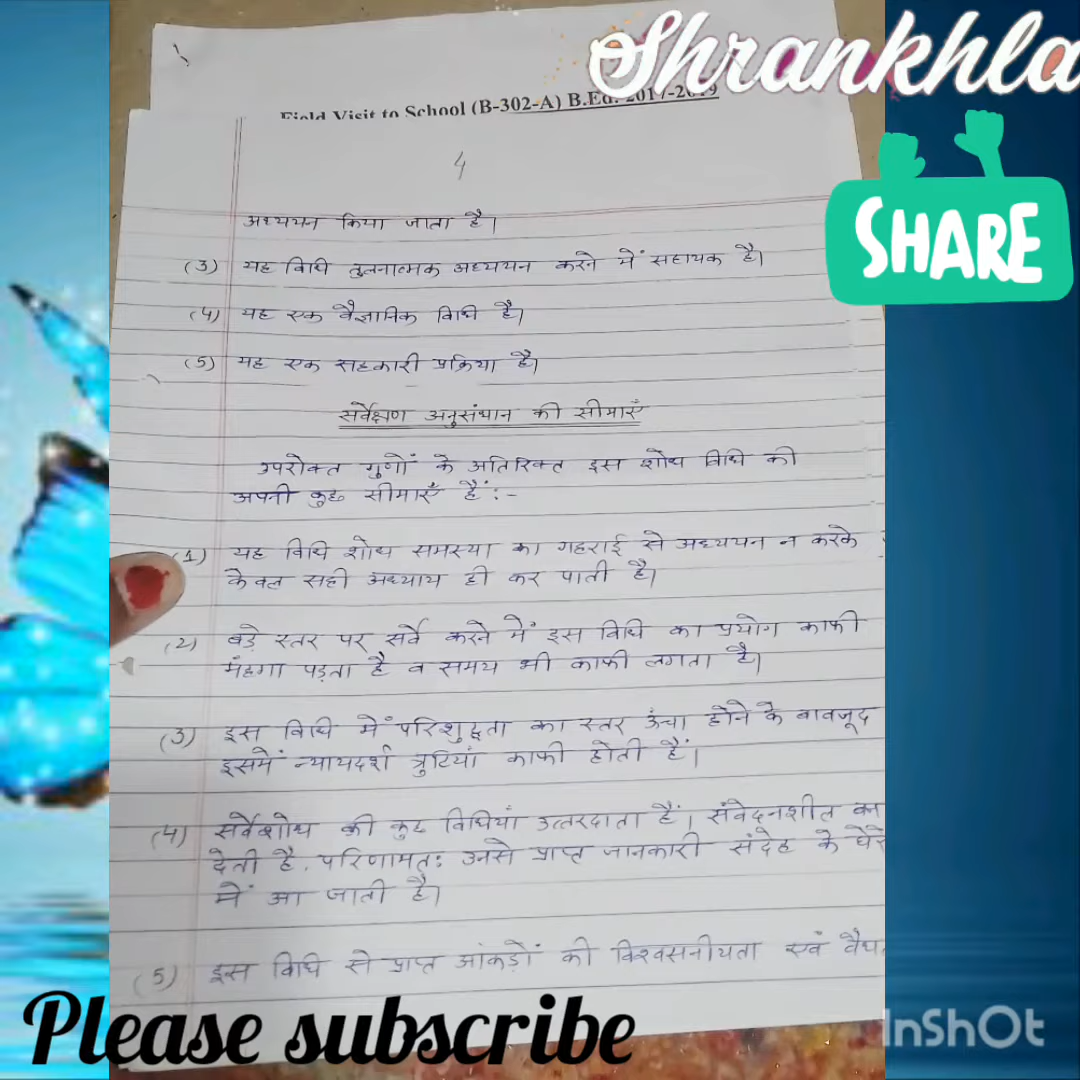 Shrankhla
Field Visit to School (B-302-A) B.Ed. 2017-2019
4
SHARE
अध्ययन किया जाता है।
(3) यह विधि तुलनात्मक अध्ययन करने में सहायक है।
(4) यह एक वैज्ञानिक विधि है।
(5) यह एक सहकारी प्रक्रिया है।
सर्वेक्षण अनुसंधान की सीमाएँ
उपरोक्त गुणों के अतिरिक्त इस शोध विधि की
अपनी कुछ सीमाएँ हैं :-
(1) यह विधि शोध समस्या का गहराई से अध्ययन न करके
केवल सही अध्याय ही कर पाती है।
(2) बड़े स्तर पर सर्वे करने में इस विधि का प्रयोग काफी
मंहगा पड़ता है व समय भी काफी लगता है।
(3) इस विधि में परिशुद्धता का स्तर ऊंचा होने के बावजूद
इसमें न्यायदर्श त्रुटियां काफी होती हैं।
(4) सर्वेशोध की कुछ विधियां उत्तरदाता हैं। संवेदनशील का
देती है. परिणामतः उनसे प्राप्त जानकारी संदेह के घेरे
में आ जाती है।
(5) इस विधि से प्राप्त आंकड़ों की विश्वसनीयता एवं
Please subscribe
InShOt